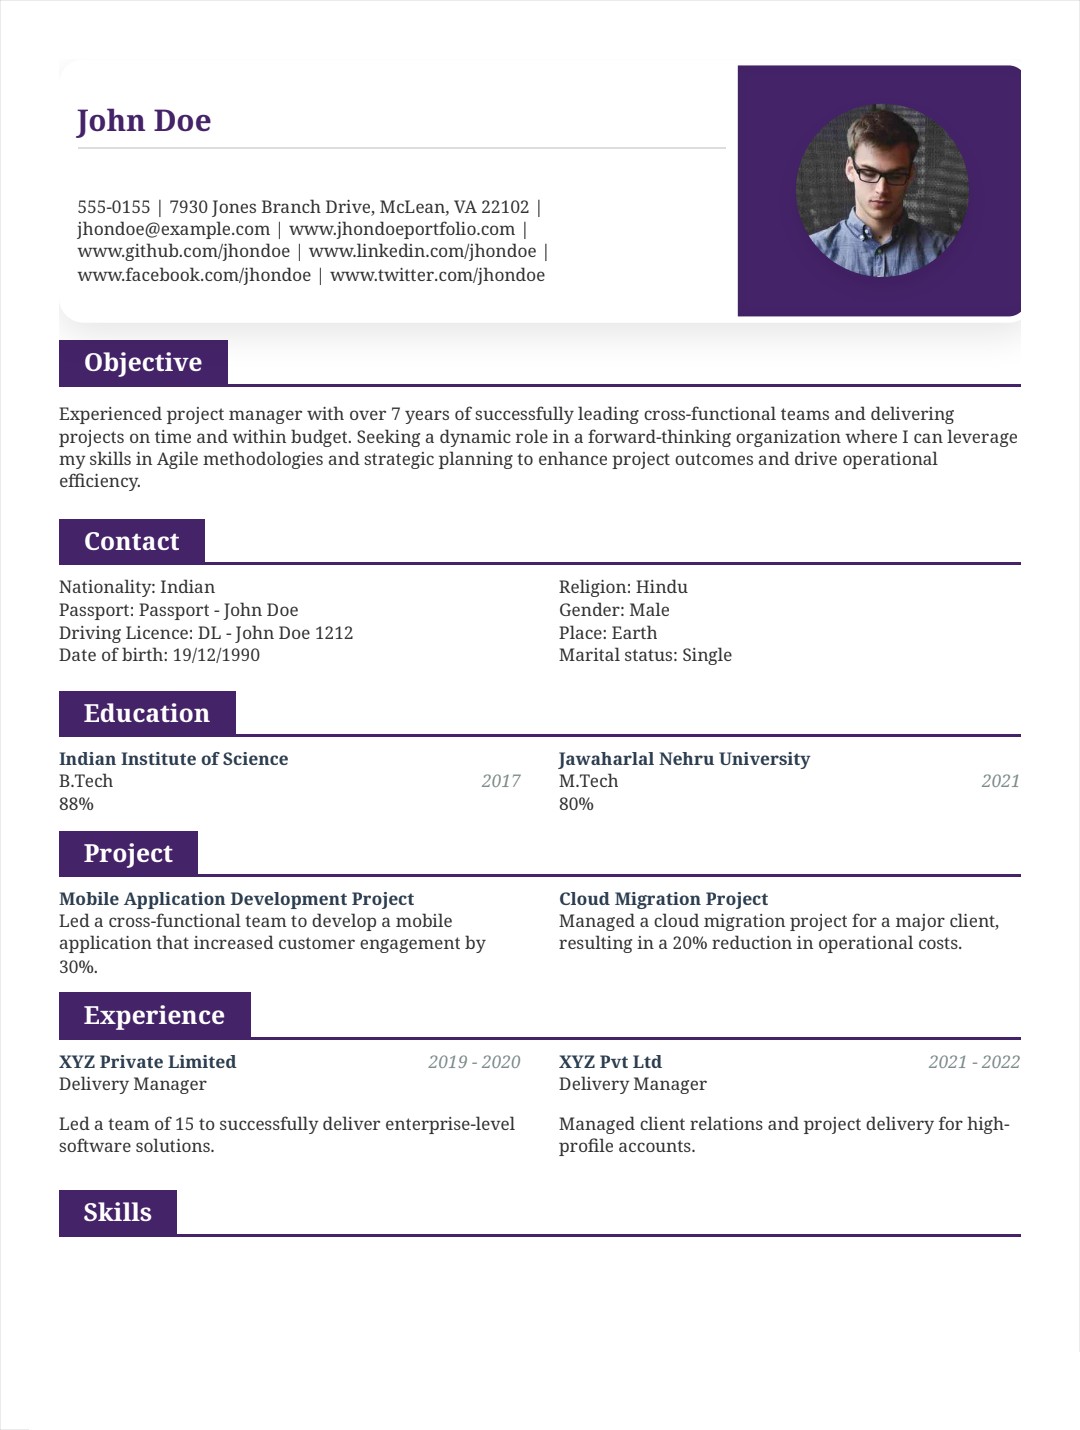 John Doe
555-0155 | 7930 Jones Branch Drive, McLean, VA 22102 |
jhondoe@example.com | www.jhondoeportfolio.com |
www.github.com/jhondoe | www.linkedin.com/jhondoe |
www.facebook.com/jhondoe | www.twitter.com/jhondoe
Objective
Experienced project manager with over 7 years of successfully leading cross-functional teams and delivering
projects on time and within budget. Seeking a dynamic role in a forward-thinking organization where I can leverage
my skills in Agile methodologies and strategic planning to enhance project outcomes and drive operational
efficiency.
Contact
Nationality: Indian
Passport: Passport - John Doe
Driving Licence: DL - John Doe 1212
Date of birth: 19/12/1990
Religion: Hindu
Gender: Male
Place: Earth
Marital status: Single
Education
Indian Institute of Science
B.Tech 2017
88%
Jawaharlal Nehru University
M.Tech 2021
80%
Project
Mobile Application Development Project
Led a cross-functional team to develop a mobile
application that increased customer engagement by
30%.
Cloud Migration Project
Managed a cloud migration project for a major client,
resulting in a 20% reduction in operational costs.
Experience
XYZ Private Limited 2019 - 2020
Delivery Manager
Led a team of 15 to successfully deliver enterprise-level
software solutions.
XYZ Pvt Ltd 2021 - 2022
Delivery Manager
Managed client relations and project delivery for high-
profile accounts.
Skills